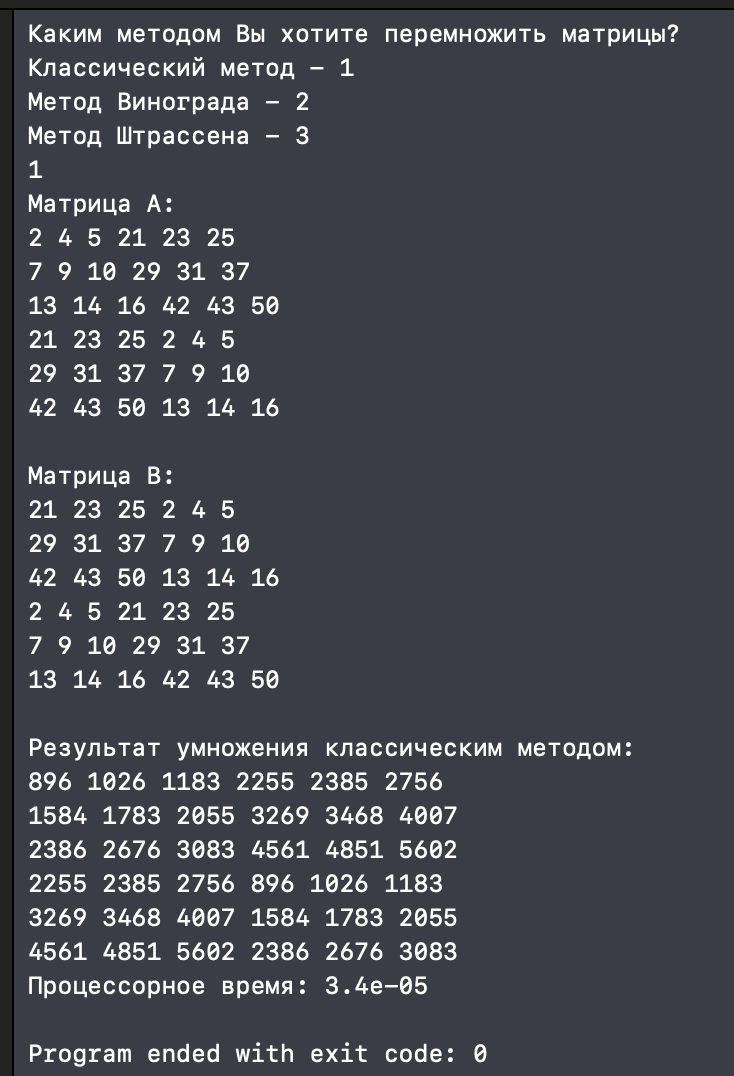 Каким методом Вы хотите перемножить матрицы?
Классический метод – 1
Метод Винограда – 2
Метод Штрассена – 3
1
Матрица A:
2 4 5 21 23 25
7 9 10 29 31 37
13 14 16 42 43 50
21 23 25 2 4 5
29 31 37 7 9 10
42 43 50 13 14 16

Матрица B:
21 23 25 2 4 5
29 31 37 7 9 10
42 43 50 13 14 16
2 4 5 21 23 25
7 9 10 29 31 37
13 14 16 42 43 50

Результат умножения классическим методом:
896 1026 1183 2255 2385 2756
1584 1783 2055 3269 3468 4007
2386 2676 3083 4561 4851 5602
2255 2385 2756 896 1026 1183
3269 3468 4007 1584 1783 2055
4561 4851 5602 2386 2676 3083
Процессорное время: 3.4e-05

Program ended with exit code: 0